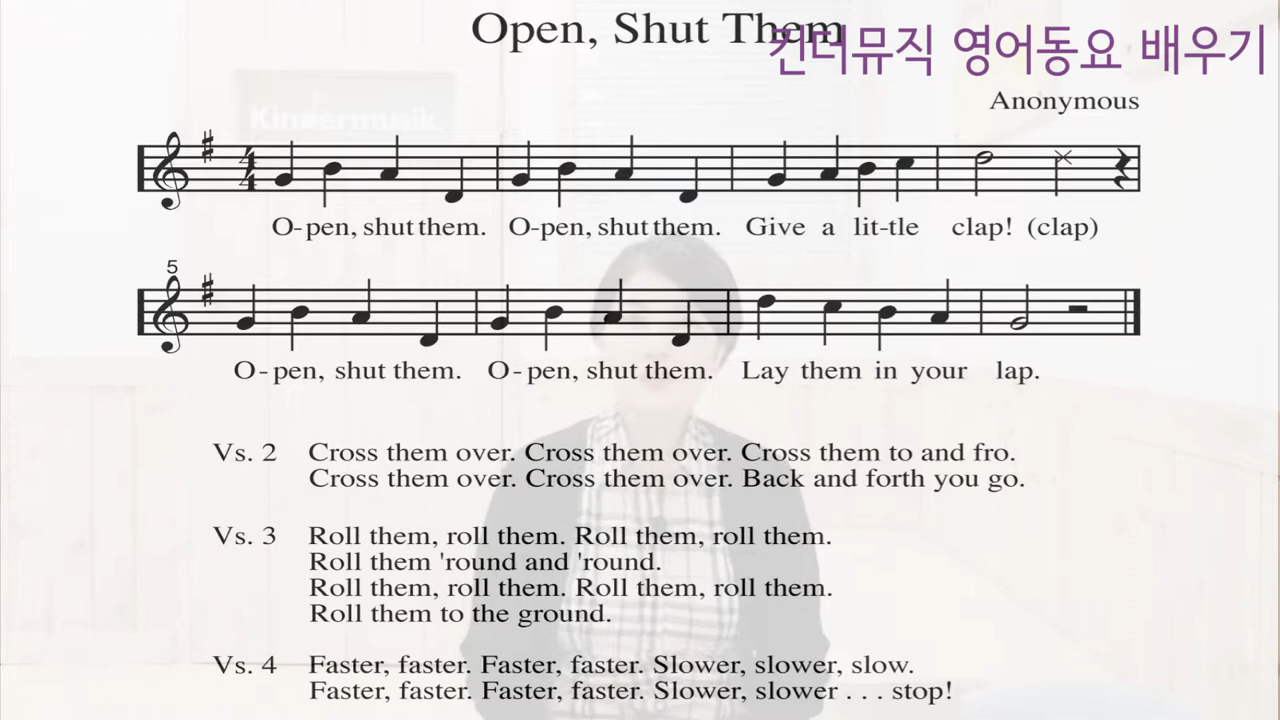 Open, Shut Them
킨더뮤직 영어동요 배우기
Kindermusik
Anonymous
O-pen, shut them. O-pen, shut them. Give a lit-tle clap! (clap)
5
O-pen, shut them. O-pen, shut them. Lay them in your lap.
Vs. 2 Cross them over. Cross them over. Cross them to and fro.
Cross them over. Cross them over. Back and forth you go.
Vs. 3 Roll them, roll them. Roll them, roll them.
Roll them 'round and 'round.
Roll them, roll them. Roll them, roll them.
Roll them to the ground.
Vs. 4 Faster, faster. Faster, faster. Slower, slower, slow.
Faster, faster. Faster, faster. Slower, slower . . . stop!